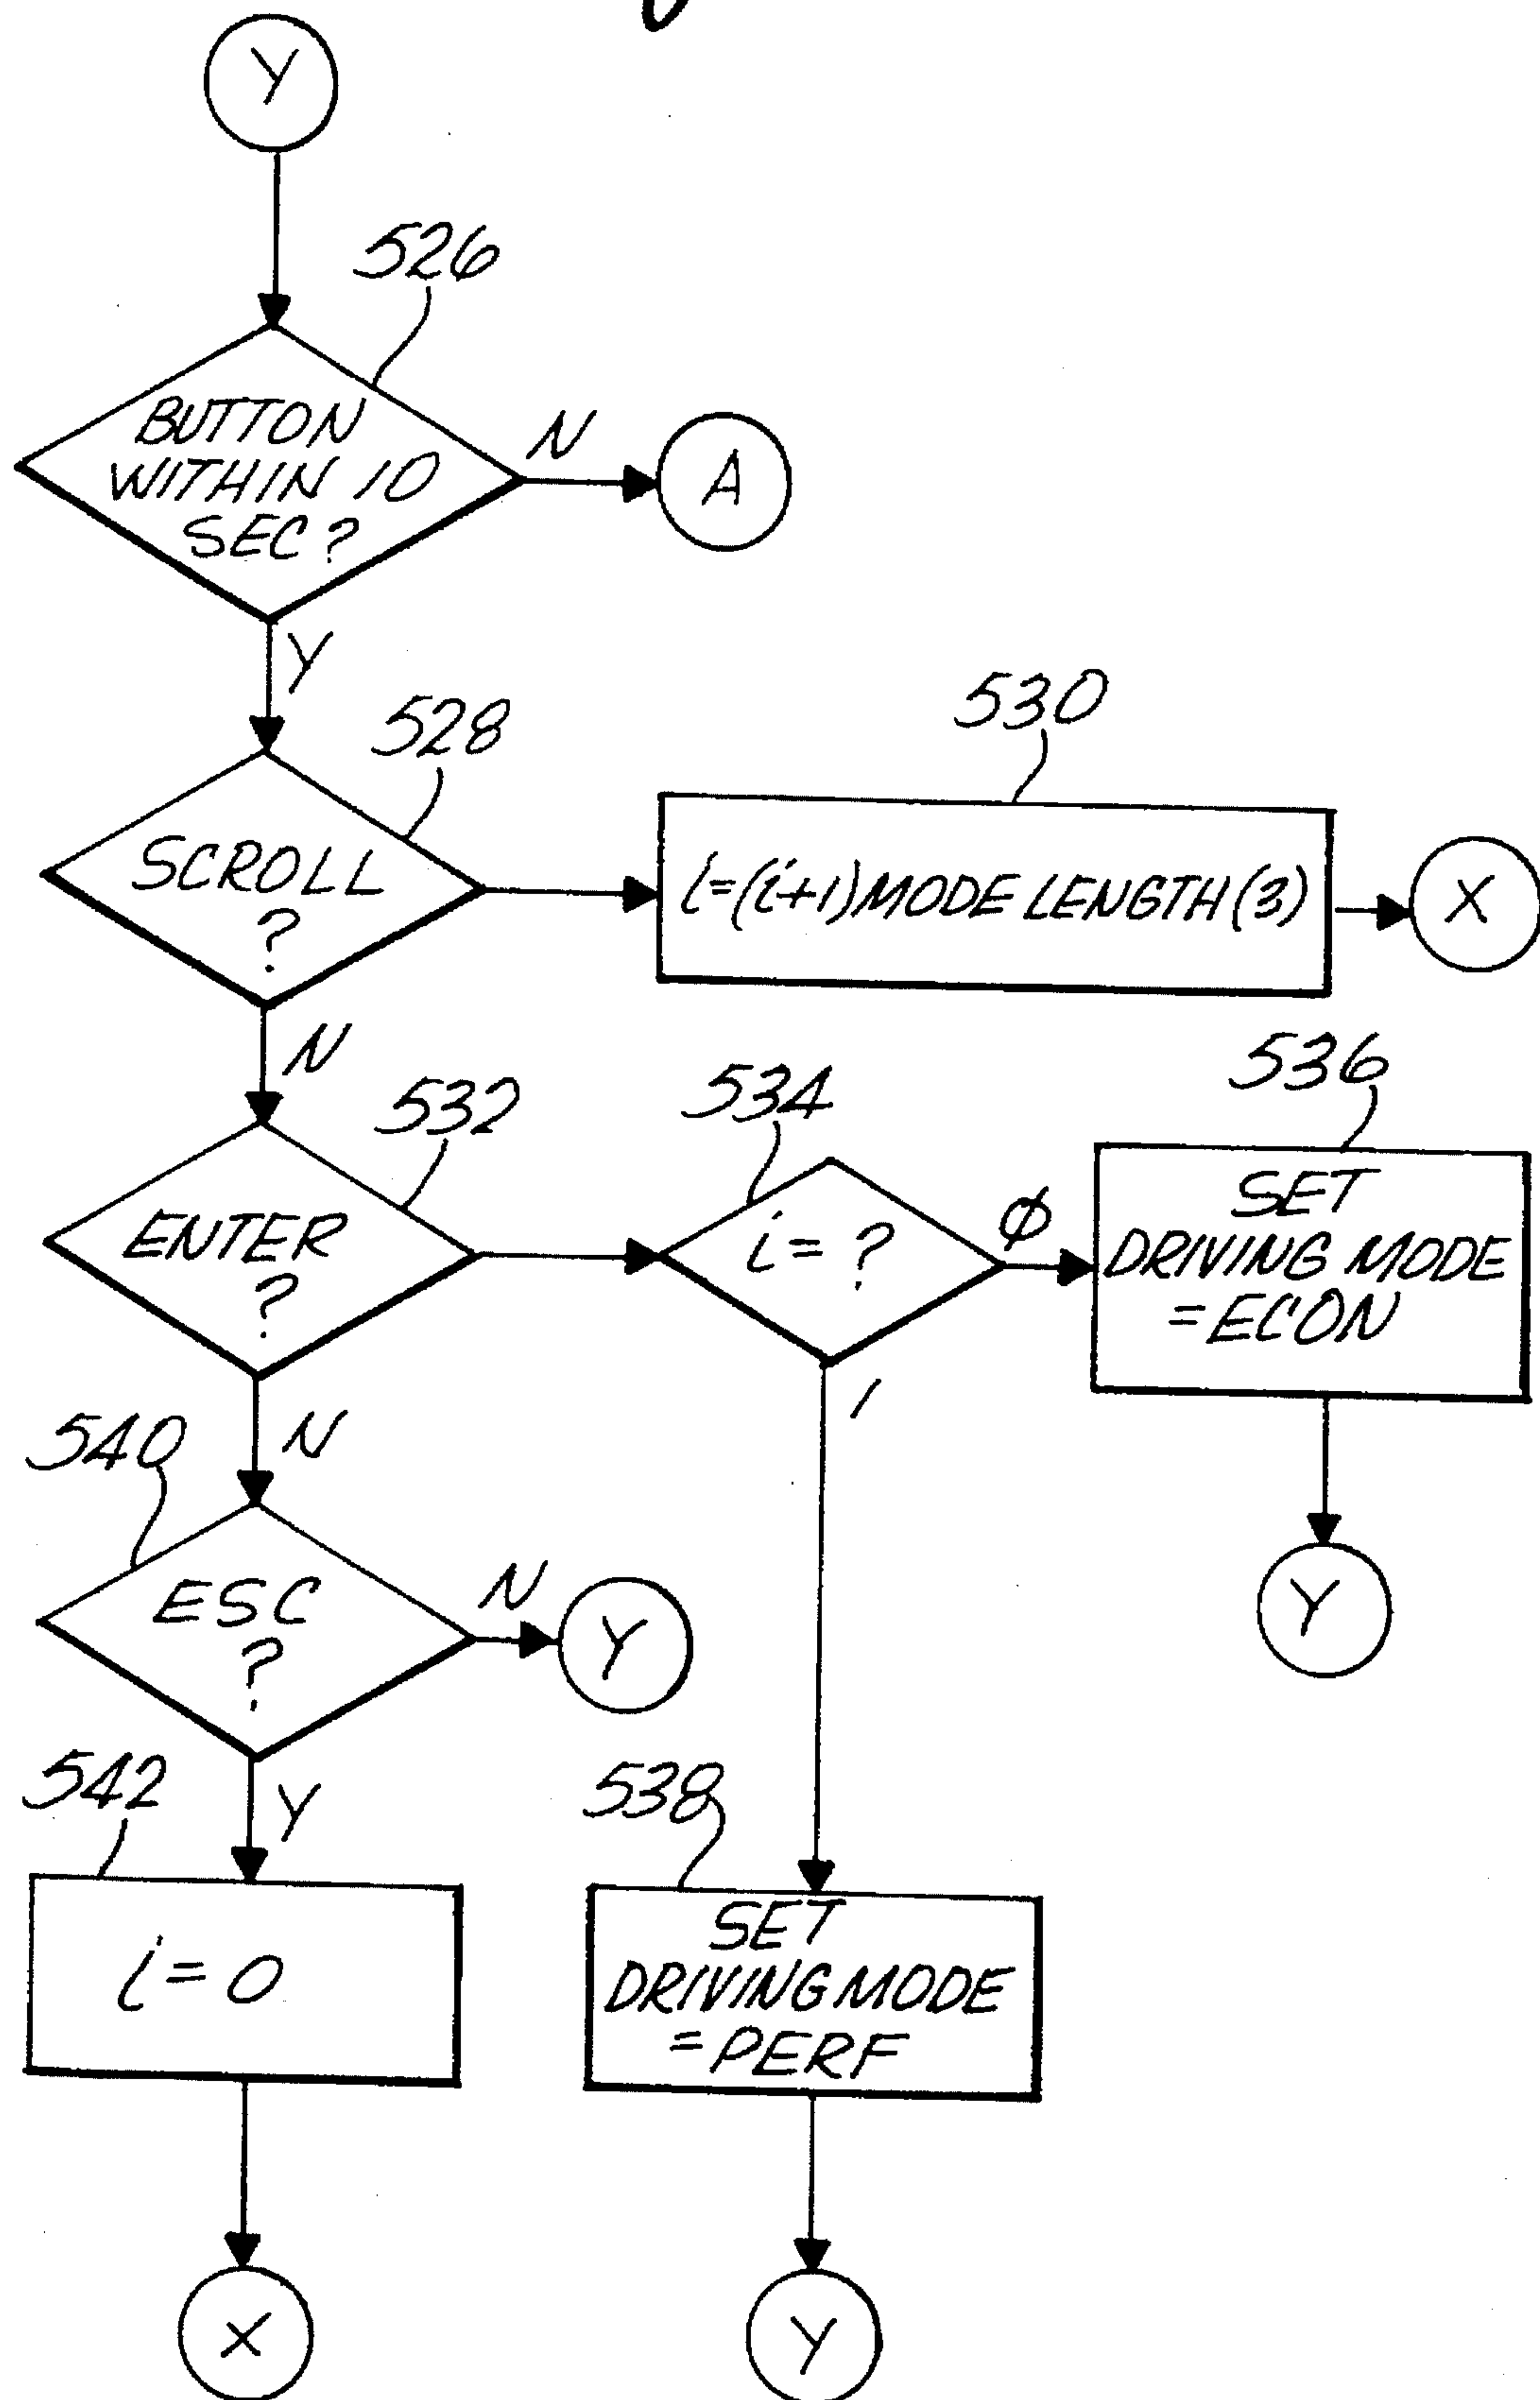 Y
526
BUTTON
WITHIN 10
SEC?
N
A
Y
528
SCROLL
?
530
i=(i+1)MODE LENGTH(3)
X
N
532
ENTER
?
534
i= ?
φ
536
SET
DRIVING MODE
=ECON
Y
1
N
540
ESC
?
N
Y
Y
542
i=0
X
538
SET
DRIVING MODE
=PERF
Y